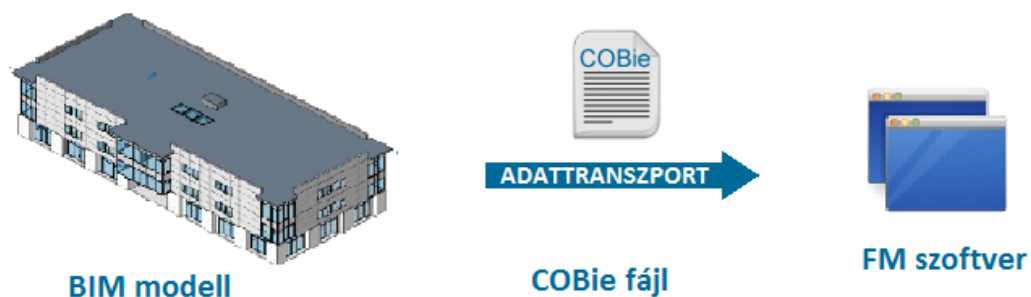 COBie
ADATTRANSZPORT
BIM modell
COBie fájl
FM szoftver